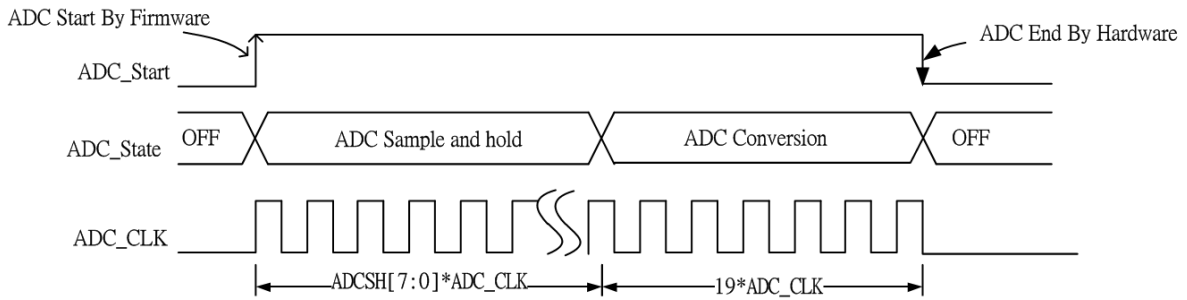 ADC Start By Firmware
ADC End By Hardware
ADC_Start
ADC_State
OFF
ADC Sample and hold
ADC Conversion
OFF
ADC_CLK
ADCSH[7:0]*ADC_CLK
19*ADC_CLK